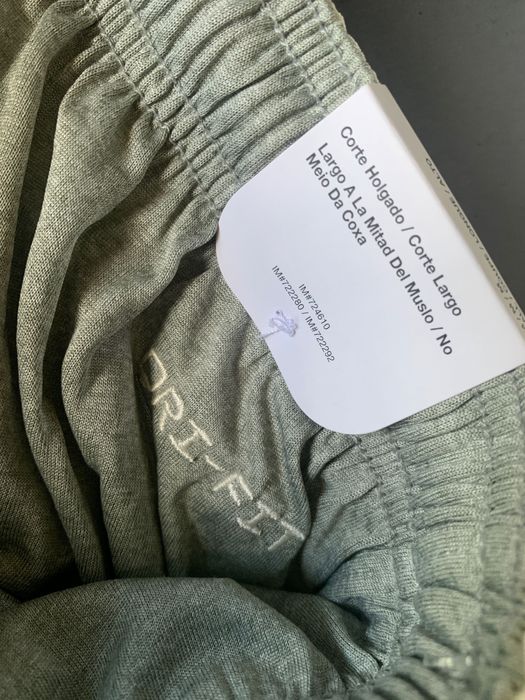 Corte Holgado / Corte Largo
Largo A La Mitad Del Muslo / No
Meio Da Coxa
IM#724610
IM#722280 / IM#722292
DRI-FIT